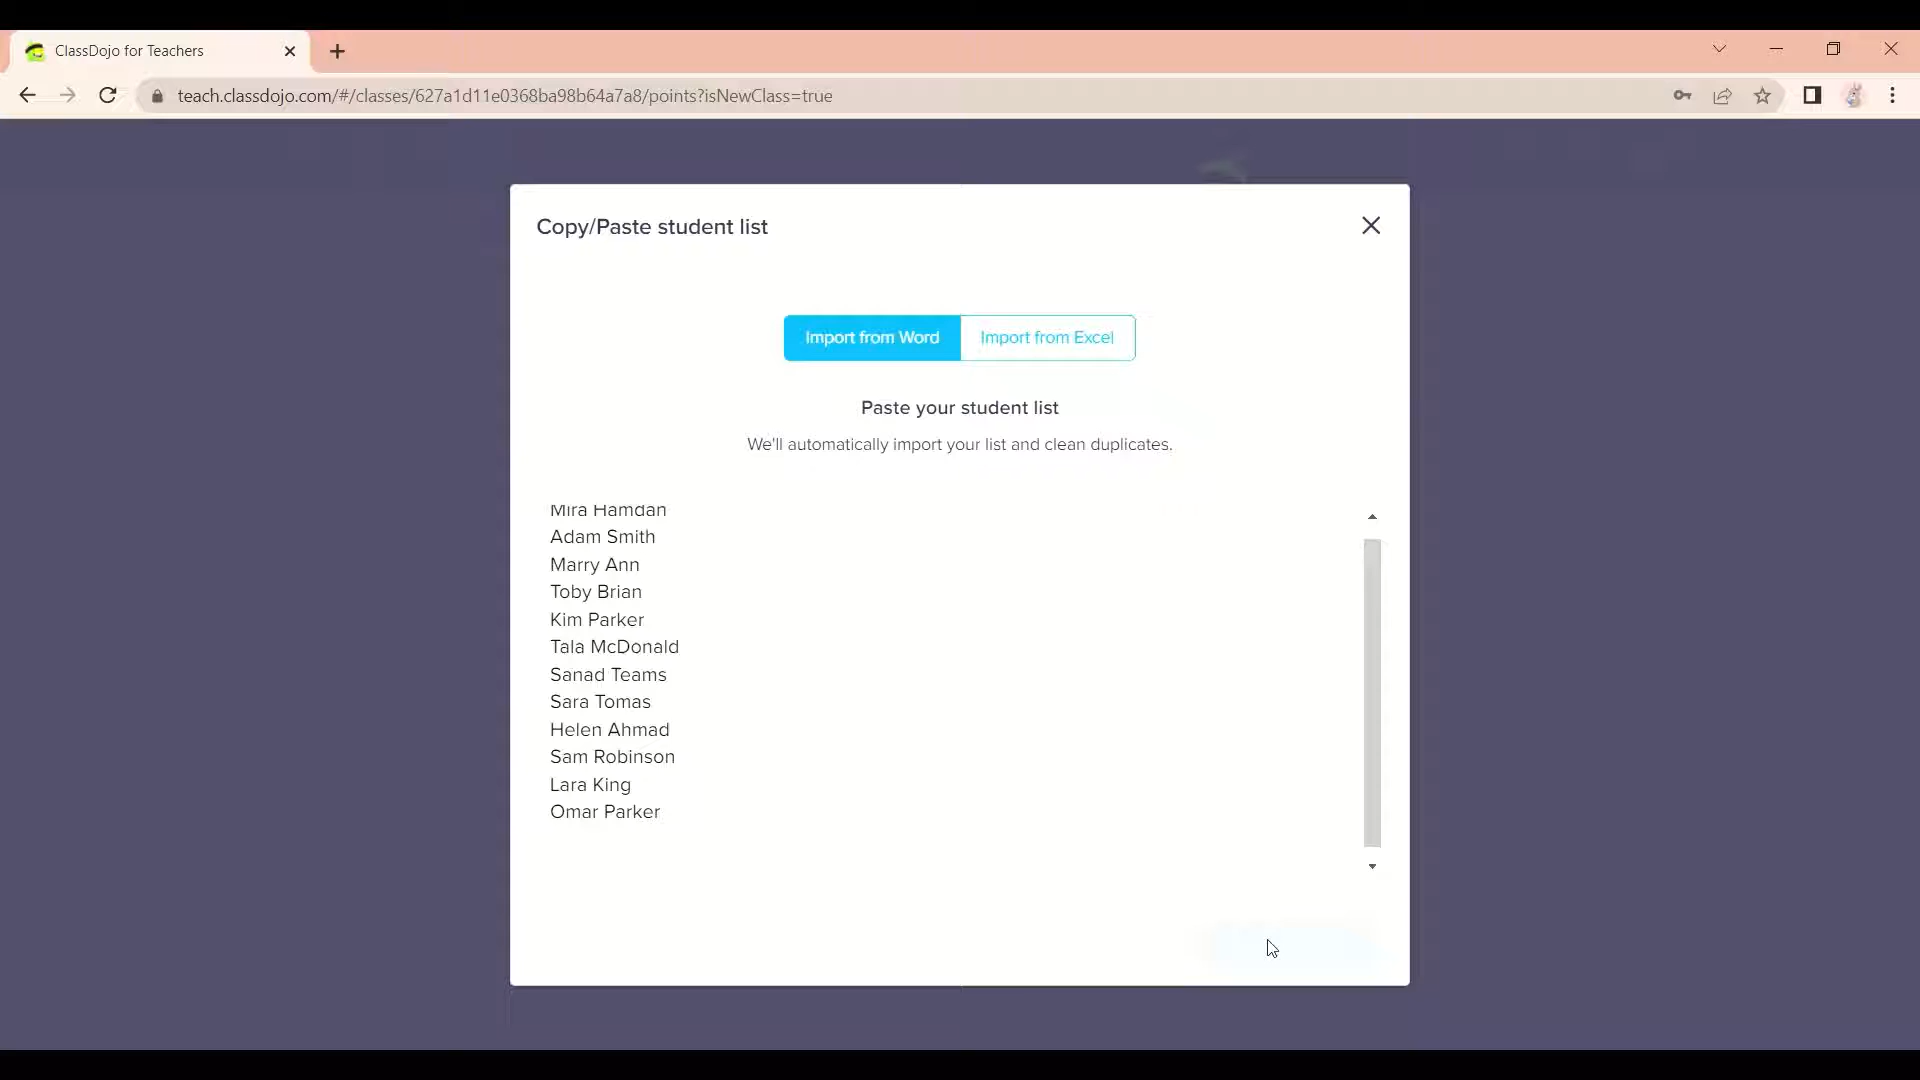 ClassDojo for Teachers
teach.classdojo.com/#/classes/627a1d11e0368ba98b64a7a8/points?isNewClass=true
Copy/Paste student list
Import from Word
Import from Excel
Paste your student list
We'll automatically import your list and clean duplicates.
Mira Hamdan
Adam Smith
Marry Ann
Toby Brian
Kim Parker
Tala McDonald
Sanad Teams
Sara Tomas
Helen Ahmad
Sam Robinson
Lara King
Omar Parker